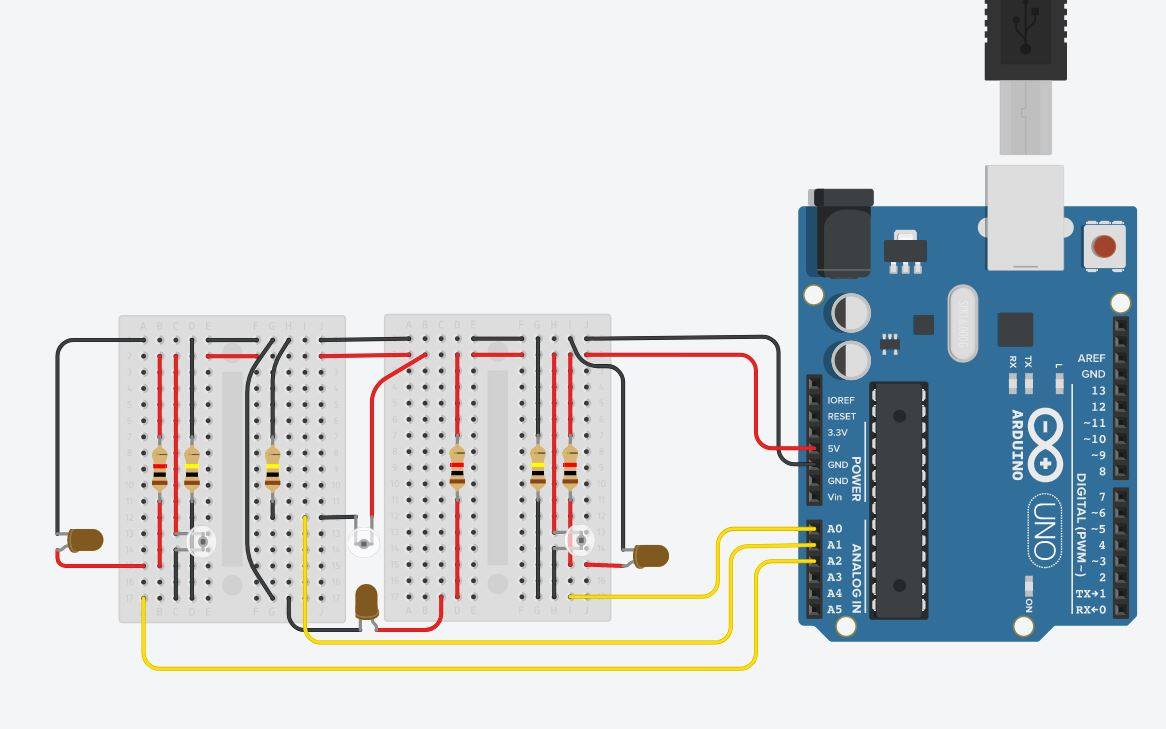 A B C D E F G H I J
A B C D E F G H I J
RX
TX
L
AREF
GND
13
12
~11
~10
~9
8
7
~6
~5
4
~3
2
TX→1
RX←0
DIGITAL (PWM~)
ARDUINO
UNO
ON
IOREF
RESET
3.3V
5V
GND
GND
Vin
POWER
A0
A1
A2
A3
A4
A5
ANALOG IN
A B C D E F G H I J
A B C D E F G H I J